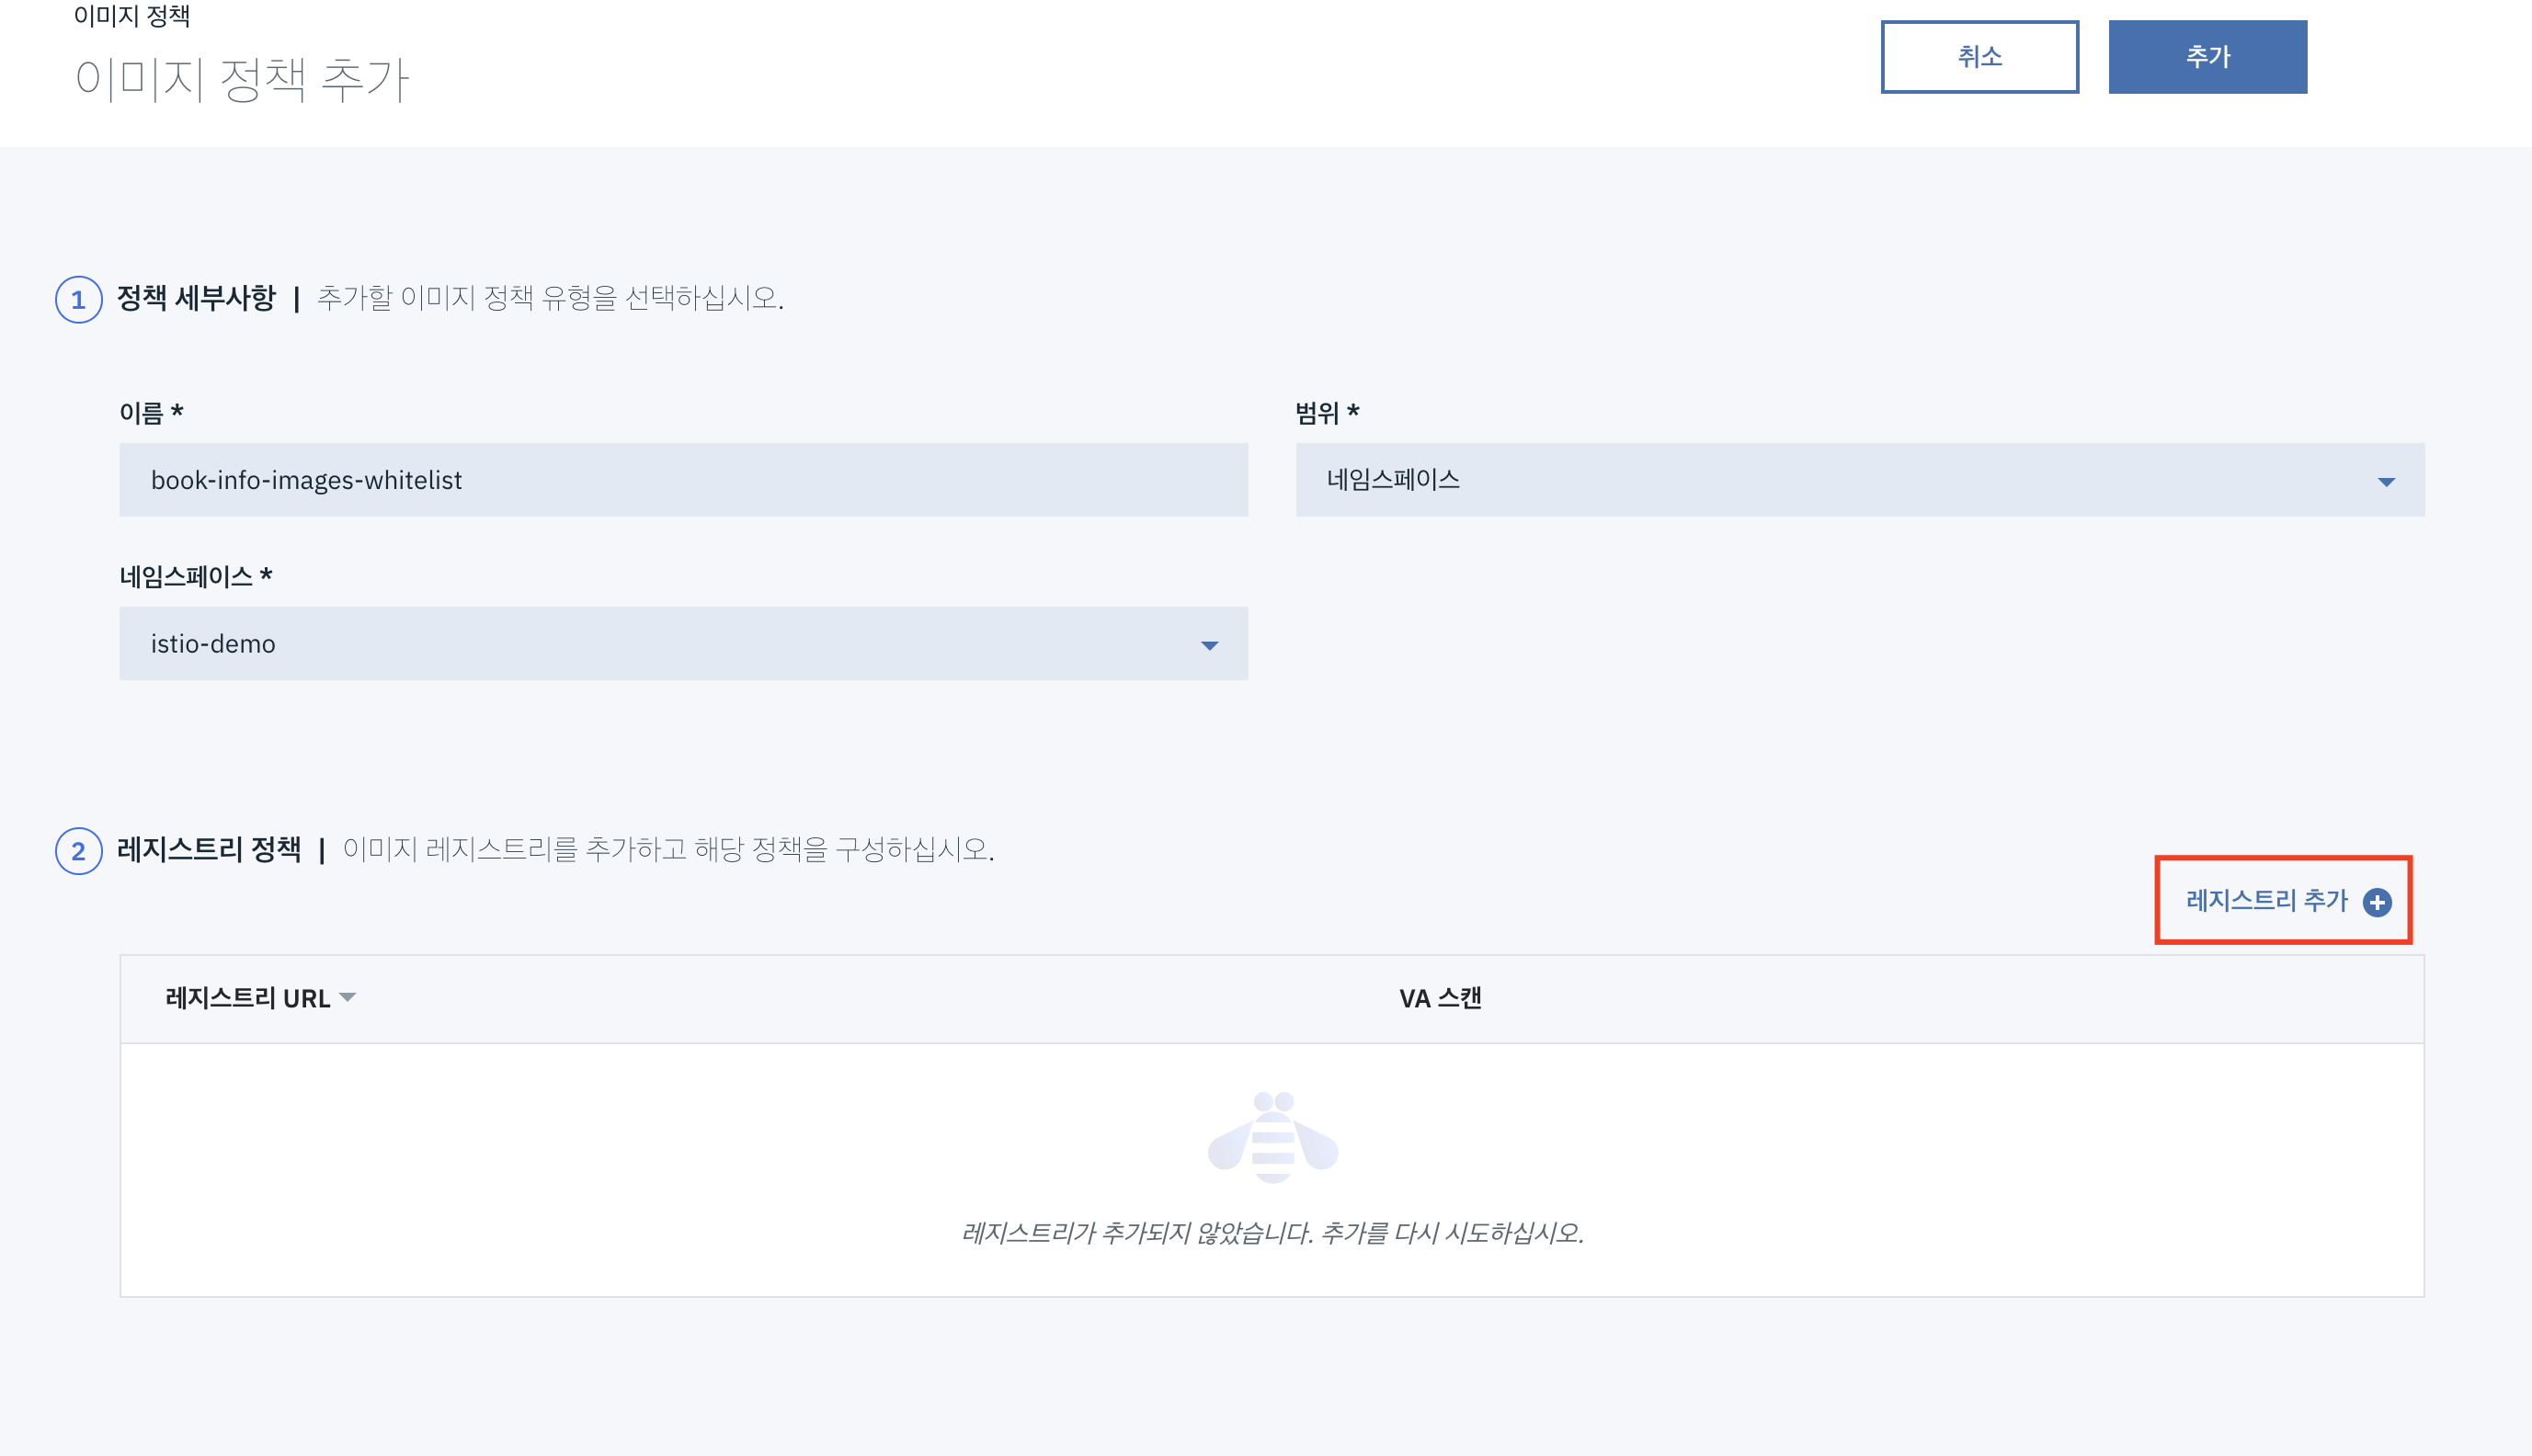 이미지 정책
이미지 정책 추가
취소
추가
1 정책 세부사항 | 추가할 이미지 정책 유형을 선택하십시오.
이름 *
범위 *
book-info-images-whitelist
네임스페이스
네임스페이스 *
istio-demo
2 레지스트리 정책 | 이미지 레지스트리를 추가하고 해당 정책을 구성하십시오.
레지스트리 추가
레지스트리 URL
VA 스캔
레지스트리가 추가되지 않았습니다. 추가를 다시 시도하십시오.